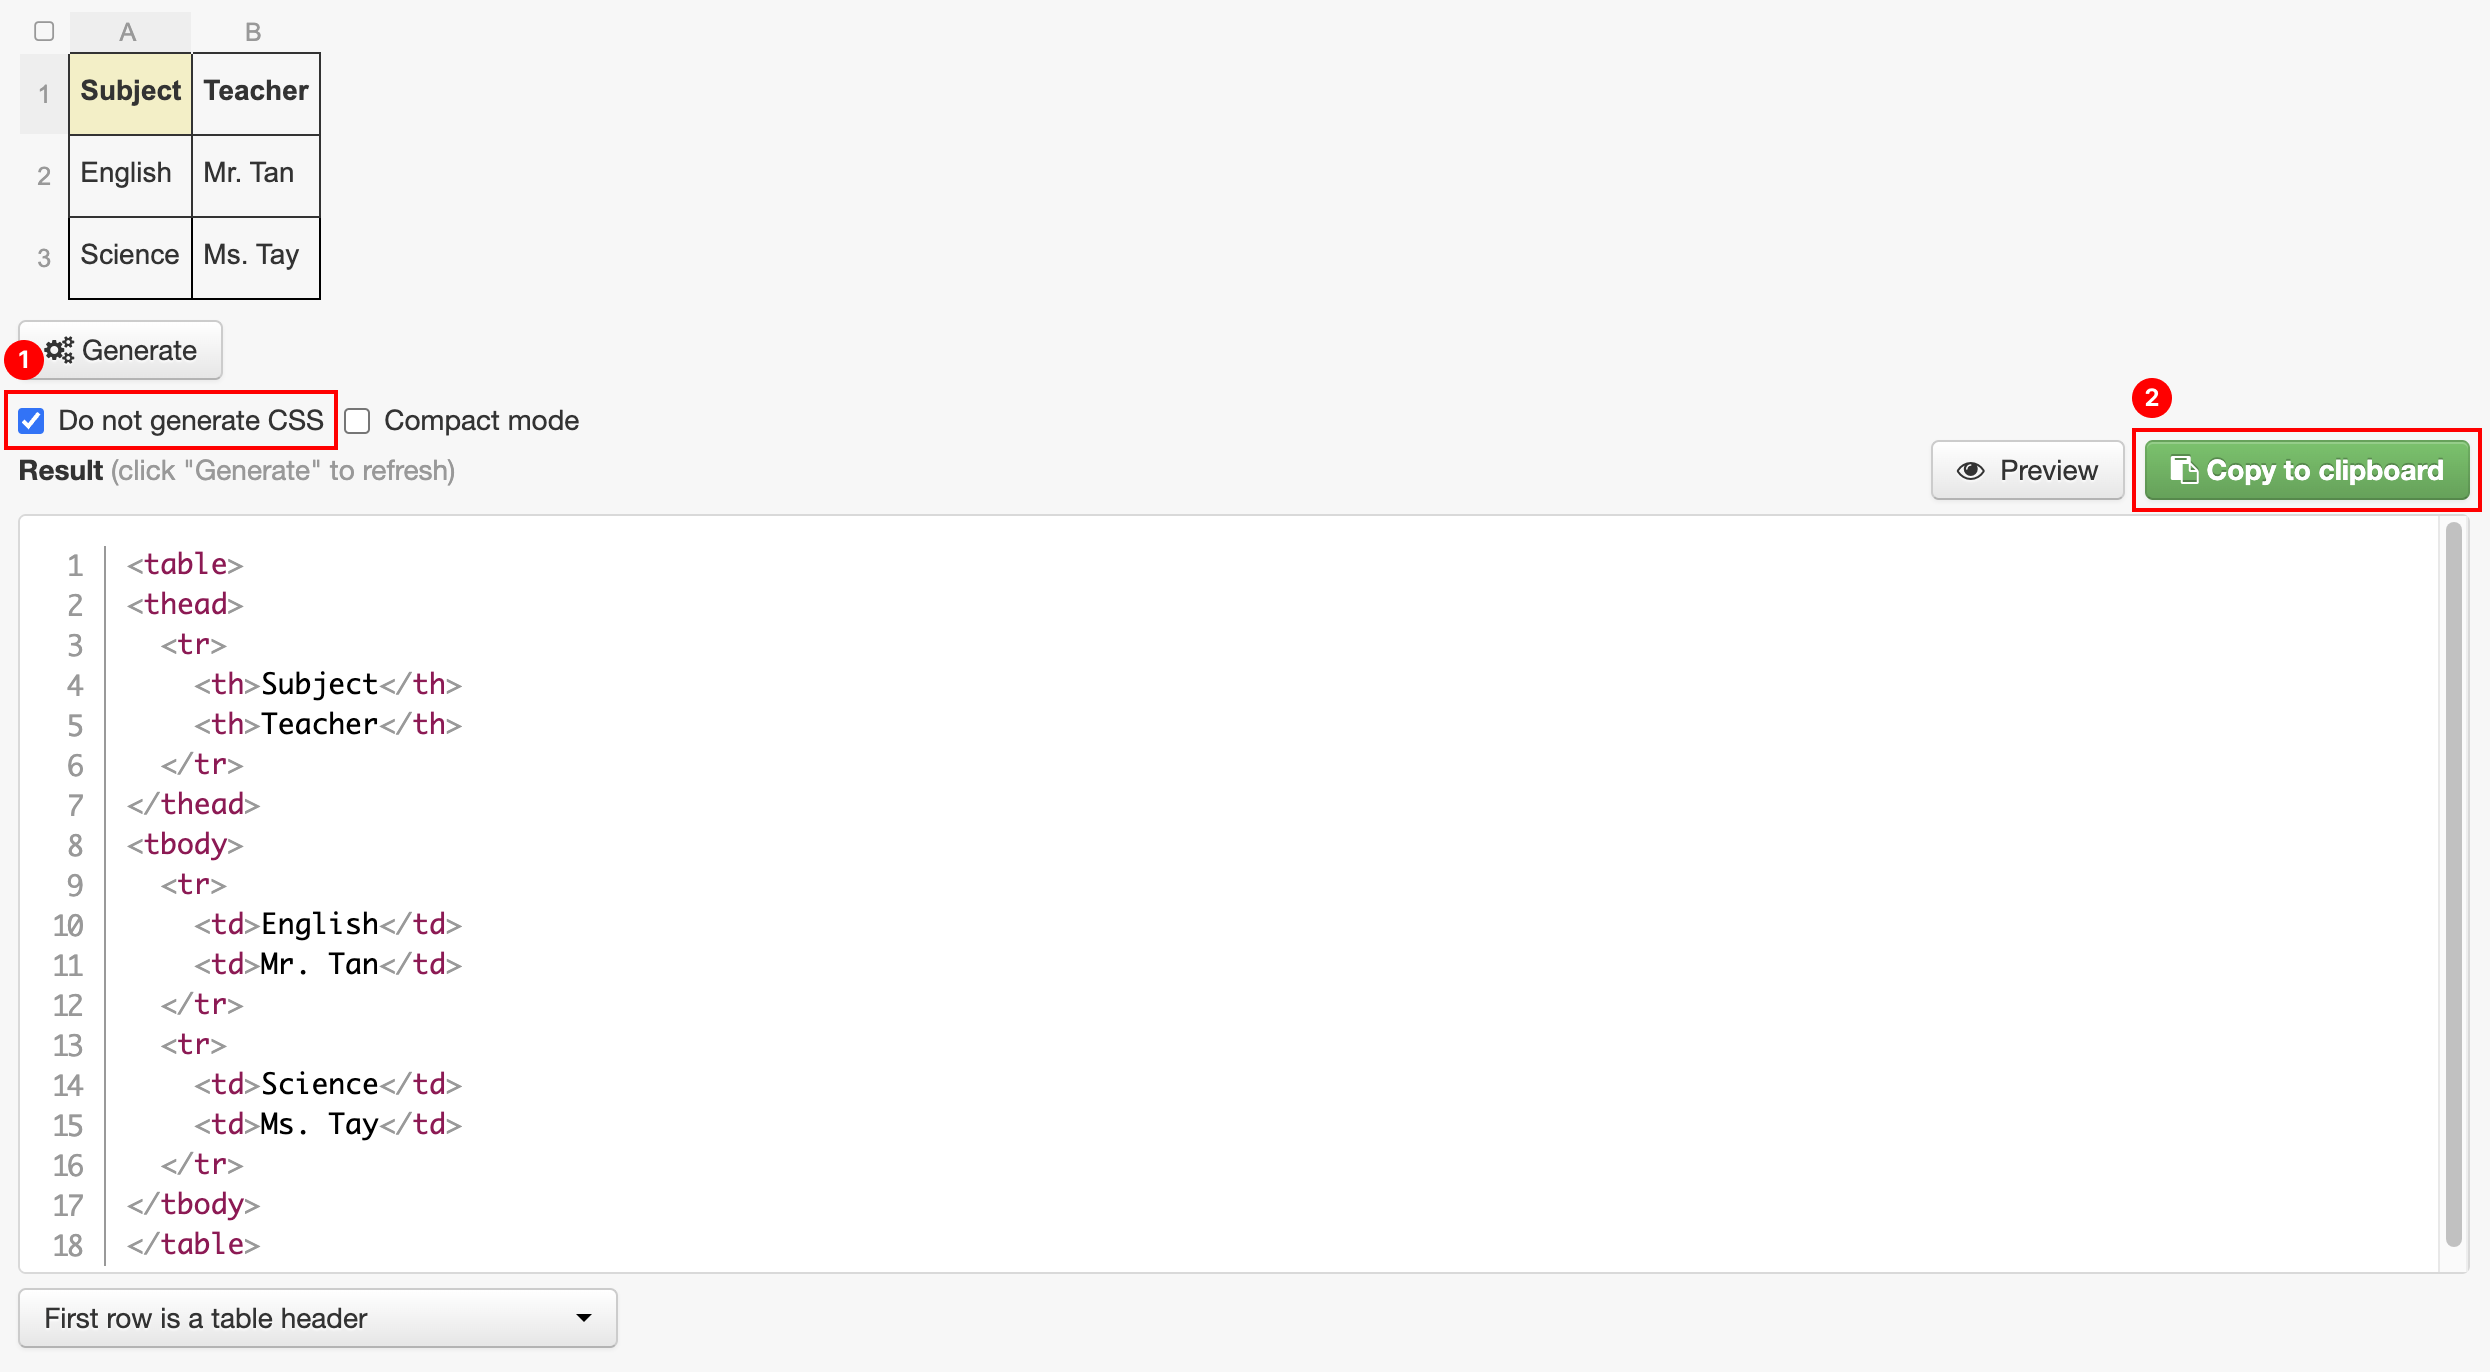 A B
1 Subject Teacher
2 English Mr. Tan
3 Science Ms. Tay
Generate
1
Do not generate CSS Compact mode
2
Result (click "Generate" to refresh) Preview Copy to clipboard
1 <table>
2 <thead>
3 <tr>
4 <th>Subject</th>
5 <th>Teacher</th>
6 </tr>
7 </thead>
8 <tbody>
9 <tr>
10 <td>English</td>
11 <td>Mr. Tan</td>
12 </tr>
13 <tr>
14 <td>Science</td>
15 <td>Ms. Tay</td>
16 </tr>
17 </tbody>
18 </table>
First row is a table header